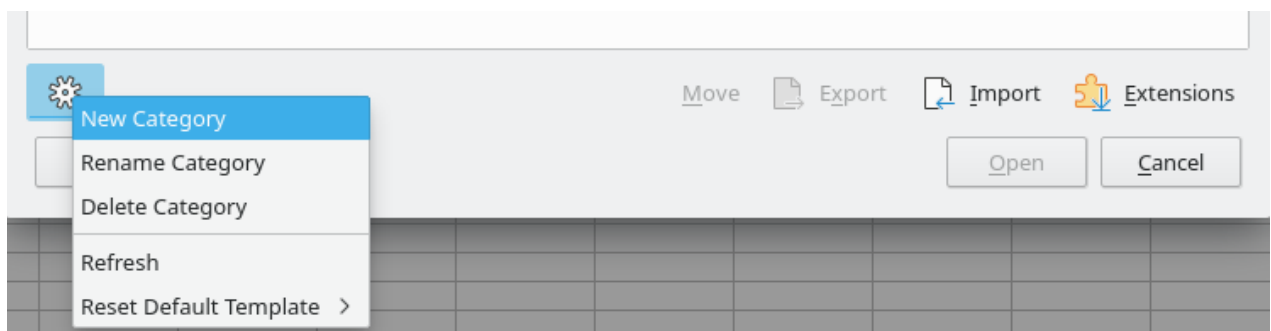 Move Export Import Extensions
New Category
Rename Category
Open Cancel
Delete Category
Refresh
Reset Default Template